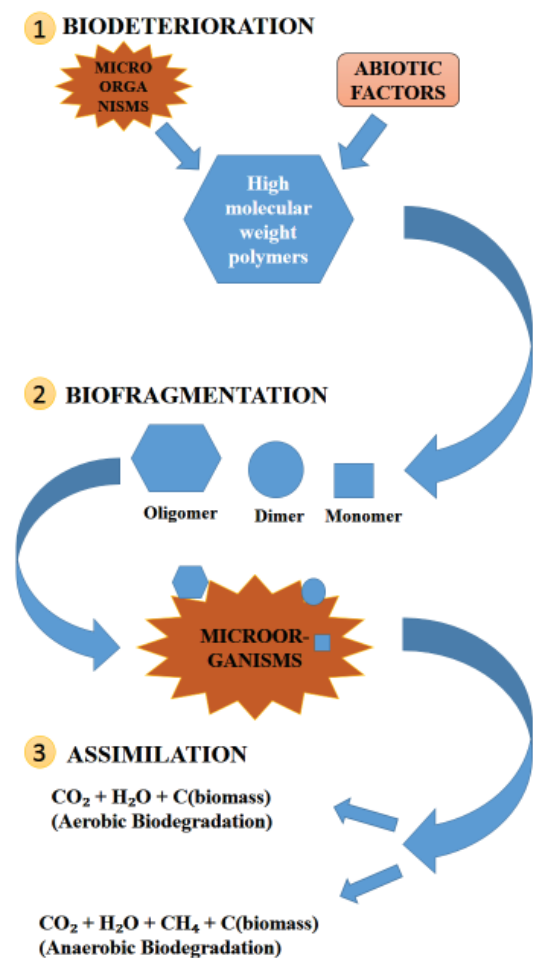 1 BIODETERIORATION
MICRO
ORGA
NISMS
ABIOTIC
FACTORS
High
molecular
weight
polymers
2 BIOFRAGMENTATION
Oligomer
Dimer
Monomer
MICROOR-
GANISMS
3 ASSIMILATION
CO₂ + H₂O + C(biomass)
(Aerobic Biodegradation)
CO₂ + H₂O + CH₄ + C(biomass)
(Anaerobic Biodegradation)